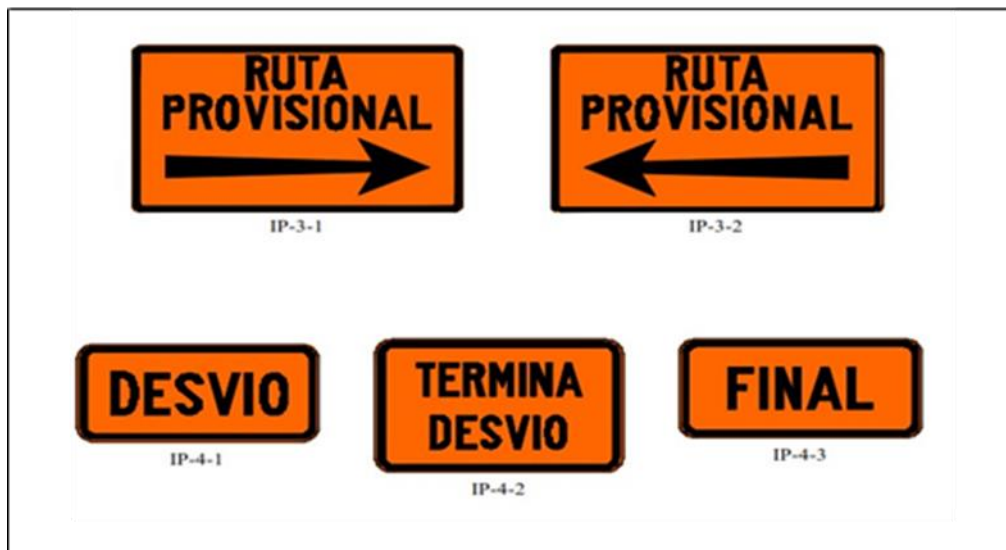 RUTA
PROVISIONAL
IP-3-1
RUTA
PROVISIONAL
IP-3-2
DESVIO
IP-4-1
TERMINA
DESVIO
IP-4-2
FINAL
IP-4-3